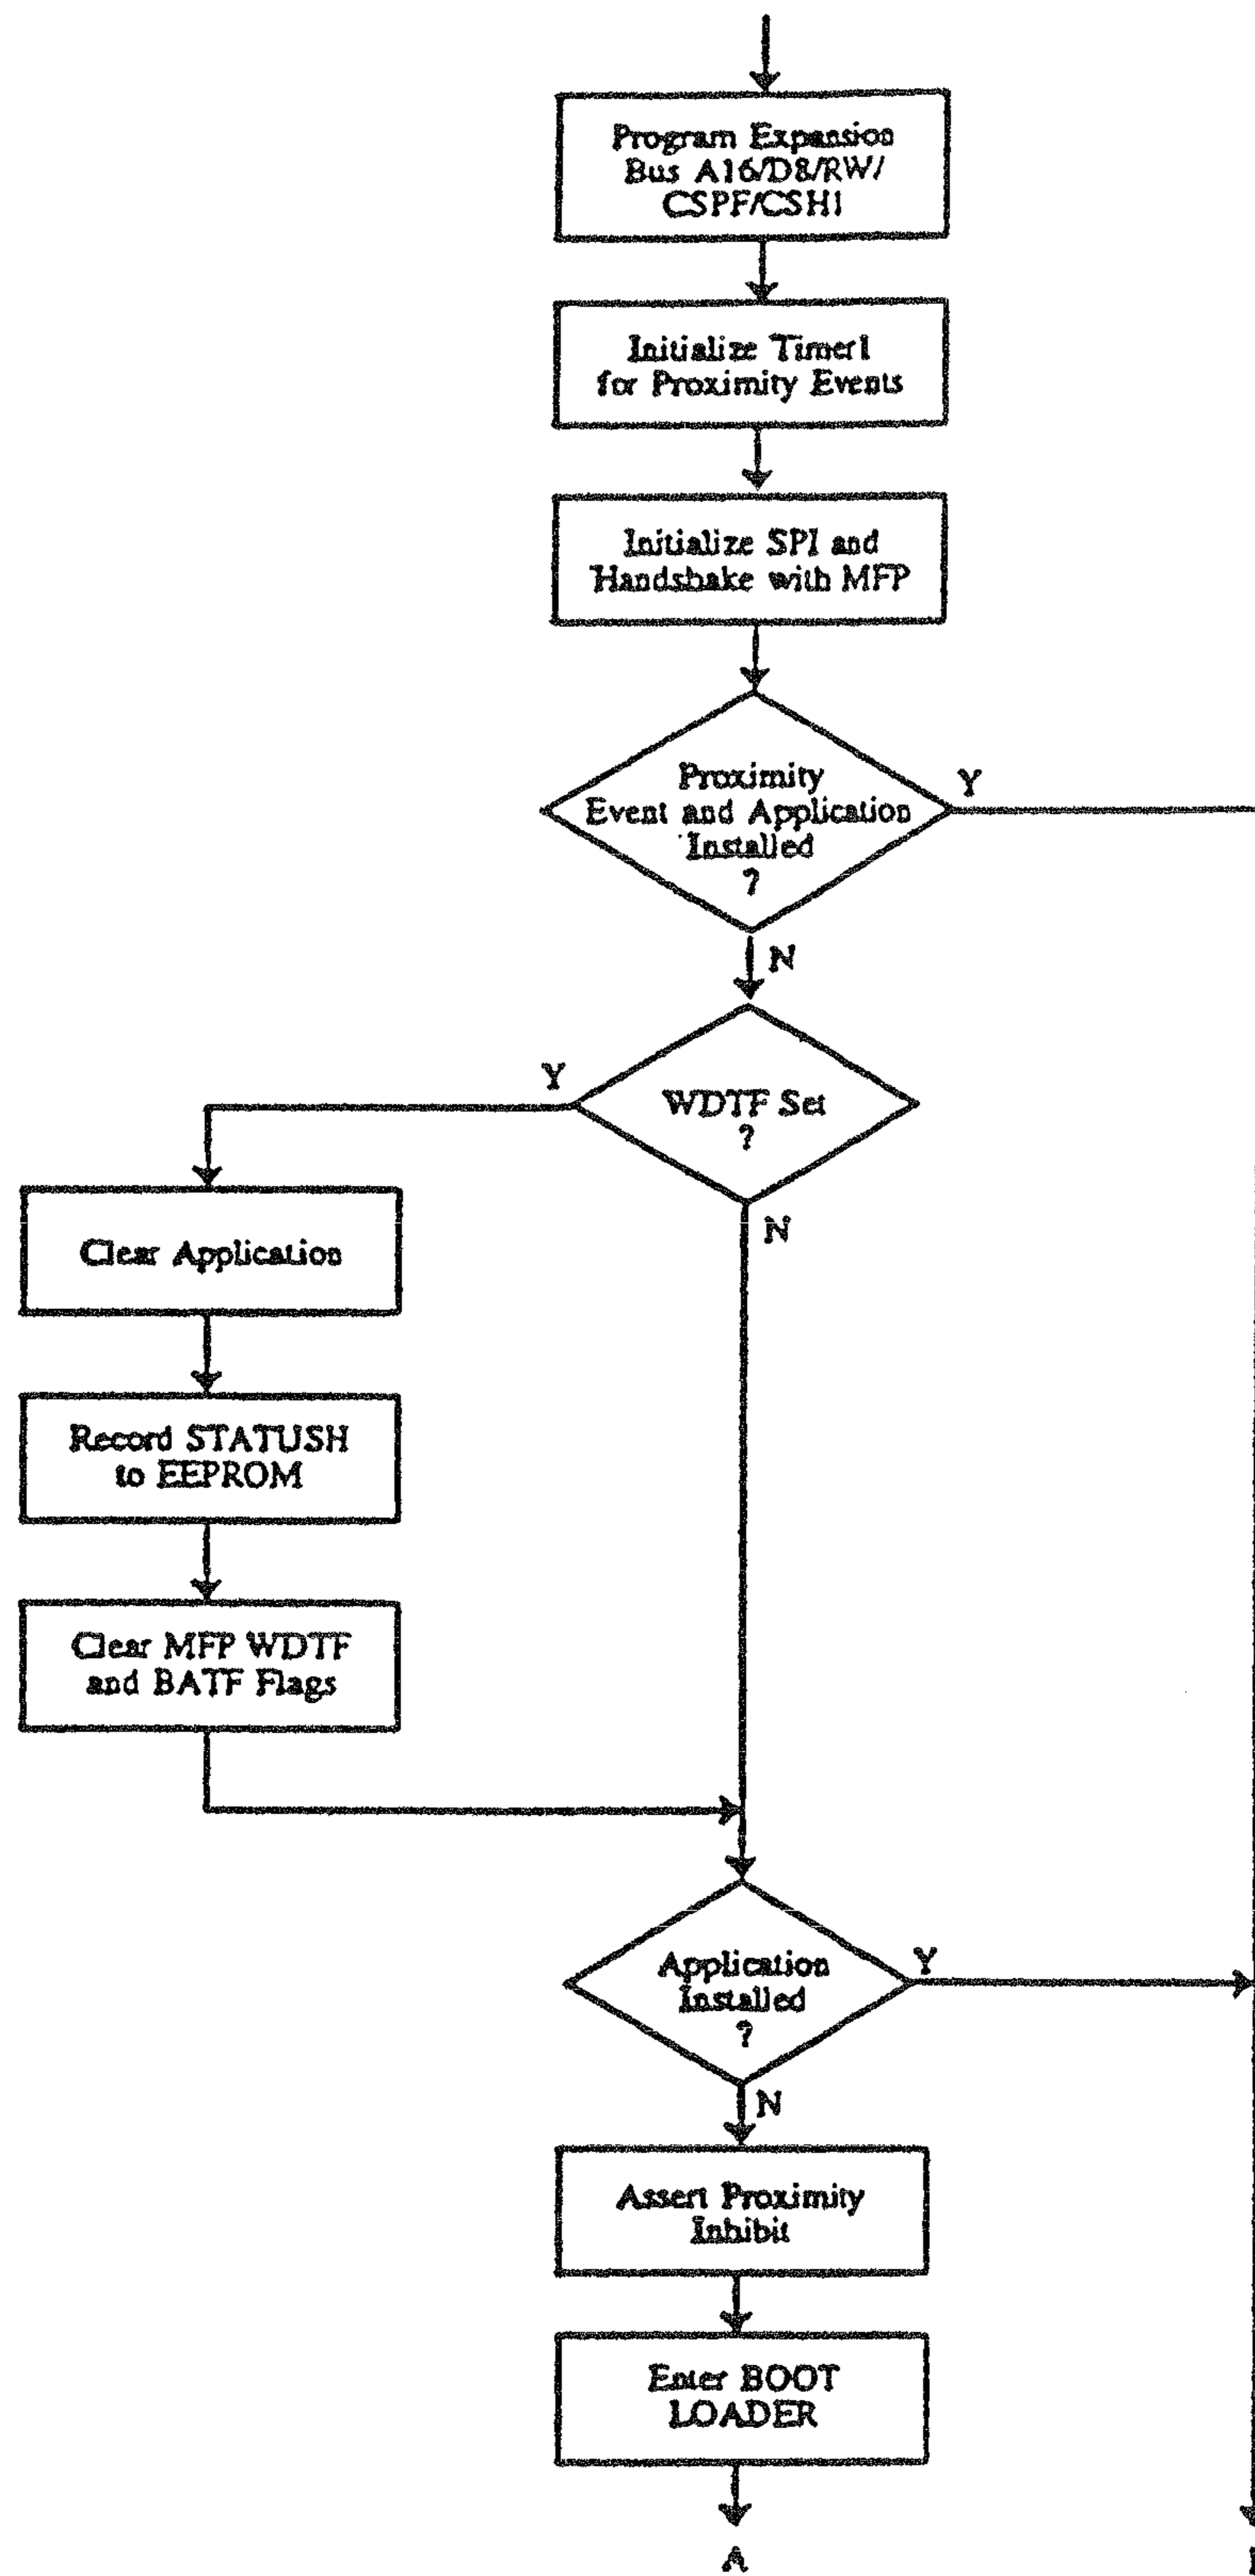 Program Expansion
Bus A16/D8/RW/
CSPF/CSH1
Initialize Timer1
for Proximity Events
Initialize SPI and
Handshake with MFP
Proximity
Event and Application
Installed
?
Y
N
WDTF Set
?
Y
N
Clear Application
Record STATUSH
to EEPROM
Clear MFP WDTF
and BATF Flags
Application
Installed
?
Y
N
Assert Proximity
Inhibit
Enter BOOT
LOADER
A